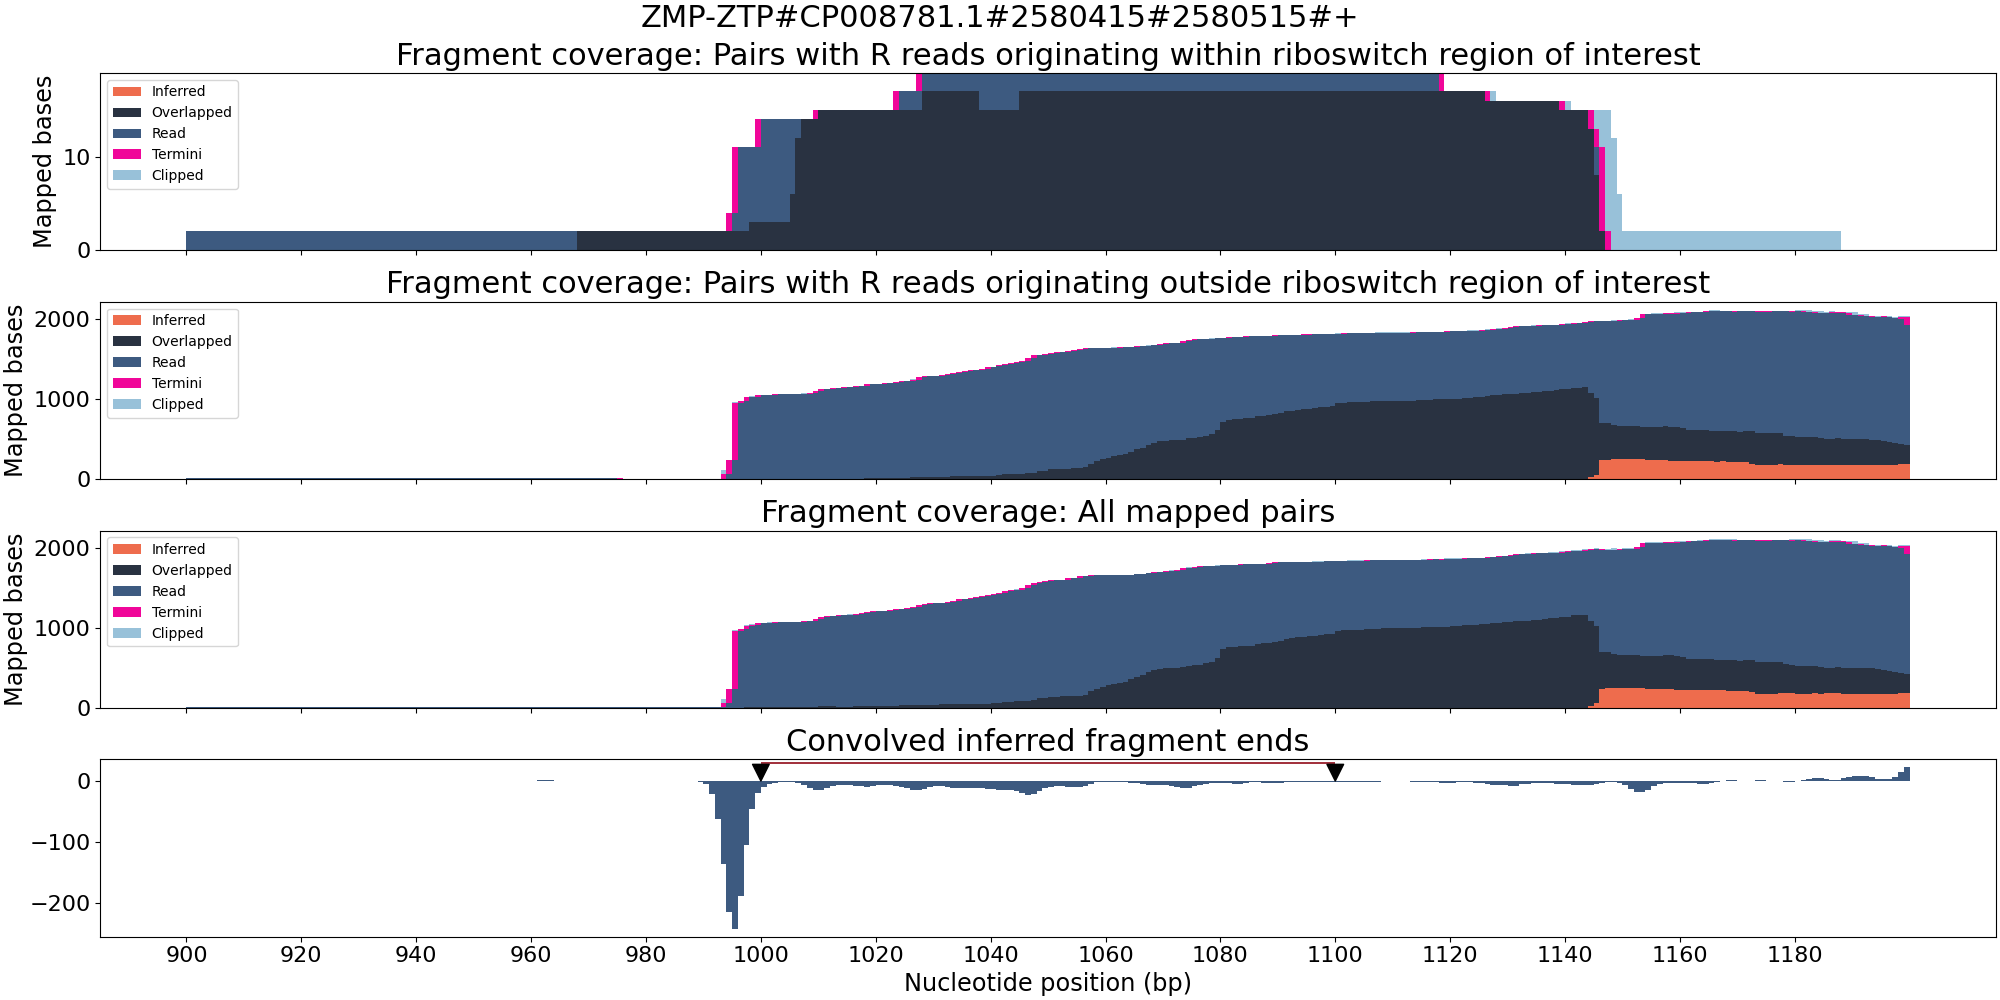 ZMP-ZTP#CP008781.1#2580415#2580515#+
Fragment coverage: Pairs with R reads originating within riboswitch region of interest
Mapped bases
10
0
Inferred
Overlapped
Read
Termini
Clipped
Fragment coverage: Pairs with R reads originating outside riboswitch region of interest
Mapped bases
2000
1000
0
Inferred
Overlapped
Read
Termini
Clipped
Fragment coverage: All mapped pairs
Mapped bases
2000
1000
0
Inferred
Overlapped
Read
Termini
Clipped
Convolved inferred fragment ends
0
−100
−200
900 920 940 960 980 1000 1020 1040 1060 1080 1100 1120 1140 1160 1180
Nucleotide position (bp)